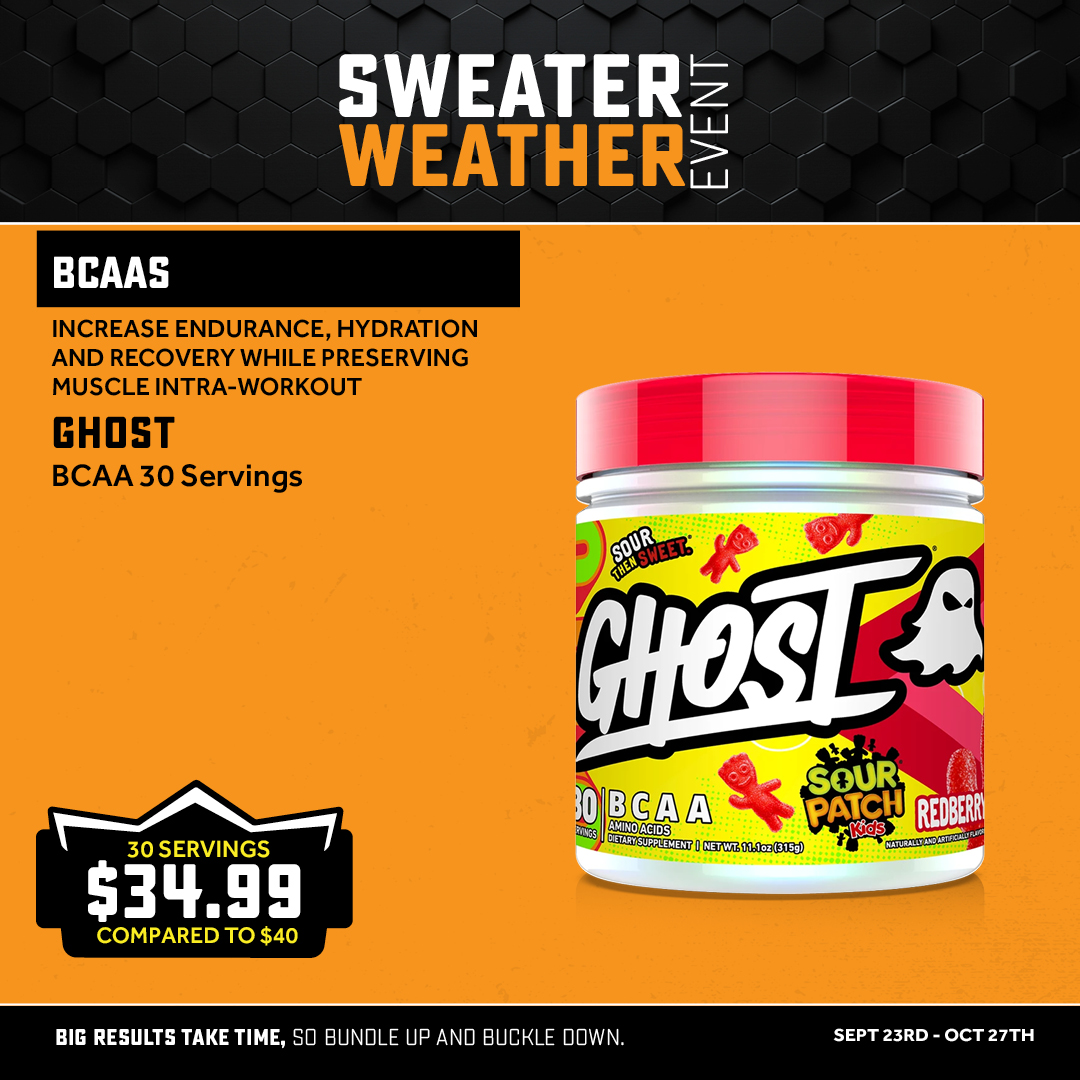 SWEATER
WEATHER
EVENT
BCAAS
INCREASE ENDURANCE, HYDRATION
AND RECOVERY WHILE PRESERVING
MUSCLE INTRA-WORKOUT
GHOST
BCAA 30 Servings
SOUR
THEN SWEET.®
GHOST®
SOUR
PATCH
Kids
REDBERRY
BCAA
AMINO ACIDS
DIETARY SUPPLEMENT | NET WT. 11.1oz (315g)
NATURALLY AND ARTIFICIALLY
30 SERVINGS
$34.99
COMPARED TO $40
BIG RESULTS TAKE TIME, SO BUNDLE UP AND BUCKLE DOWN.
SEPT 23RD - OCT 27TH